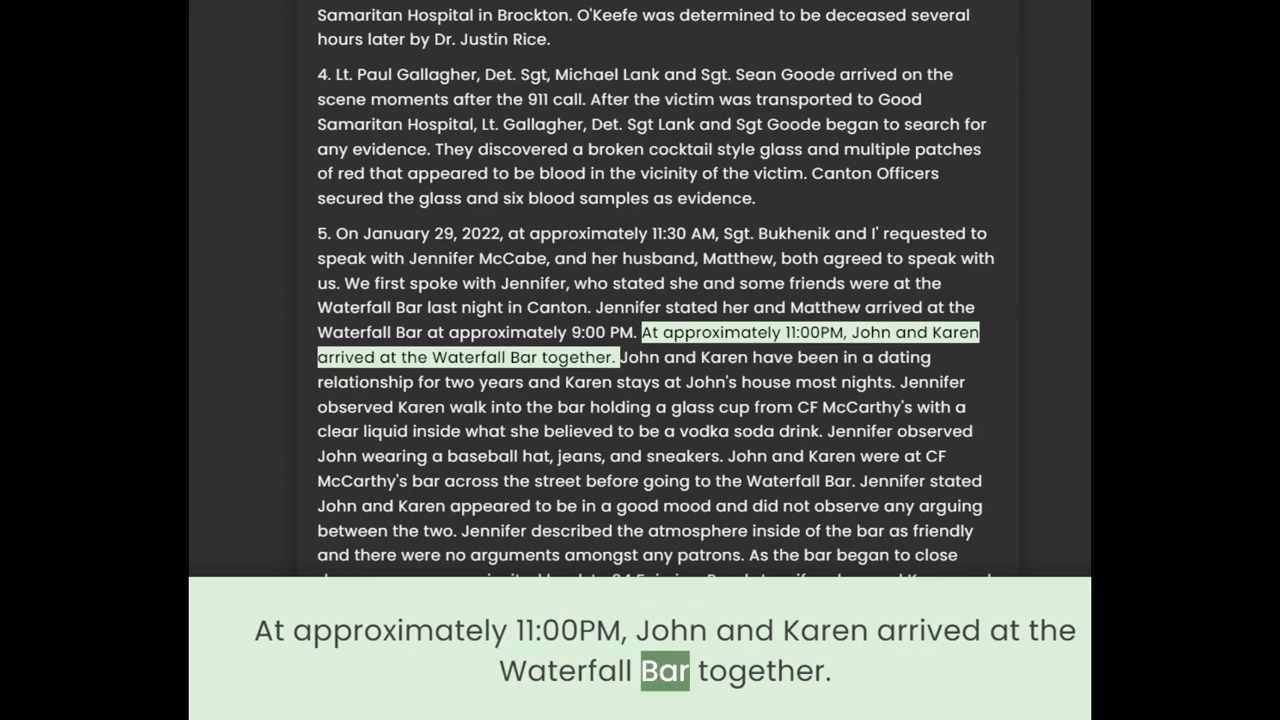 Samaritan Hospital in Brockton. O'Keefe was determined to be deceased several
hours later by Dr. Justin Rice.
4. Lt. Paul Gallagher, Det. Sgt, Michael Lank and Sgt. Sean Goode arrived on the
scene moments after the 911 call. After the victim was transported to Good
Samaritan Hospital, Lt. Gallagher, Det. Sgt Lank and Sgt Goode began to search for
any evidence. They discovered a broken cocktail style glass and multiple patches
of red that appeared to be blood in the vicinity of the victim. Canton Officers
secured the glass and six blood samples as evidence.
5. On January 29, 2022, at approximately 11:30 AM, Sgt. Bukhenik and I' requested to
speak with Jennifer McCabe, and her husband, Matthew, both agreed to speak with
us. We first spoke with Jennifer, who stated she and some friends were at the
Waterfall Bar last night in Canton. Jennifer stated her and Matthew arrived at the
Waterfall Bar at approximately 9:00 PM. At approximately 11:00PM, John and Karen
arrived at the Waterfall Bar together. John and Karen have been in a dating
relationship for two years and Karen stays at John's house most nights. Jennifer
observed Karen walk into the bar holding a glass cup from CF McCarthy's with a
clear liquid inside what she believed to be a vodka soda drink. Jennifer observed
John wearing a baseball hat, jeans, and sneakers. John and Karen were at CF
McCarthy's bar across the street before going to the Waterfall Bar. Jennifer stated
John and Karen appeared to be in a good mood and did not observe any arguing
between the two. Jennifer described the atmosphere inside of the bar as friendly
and there were no arguments amongst any patrons. As the bar began to close
At approximately 11:00PM, John and Karen arrived at the
Waterfall Bar together.